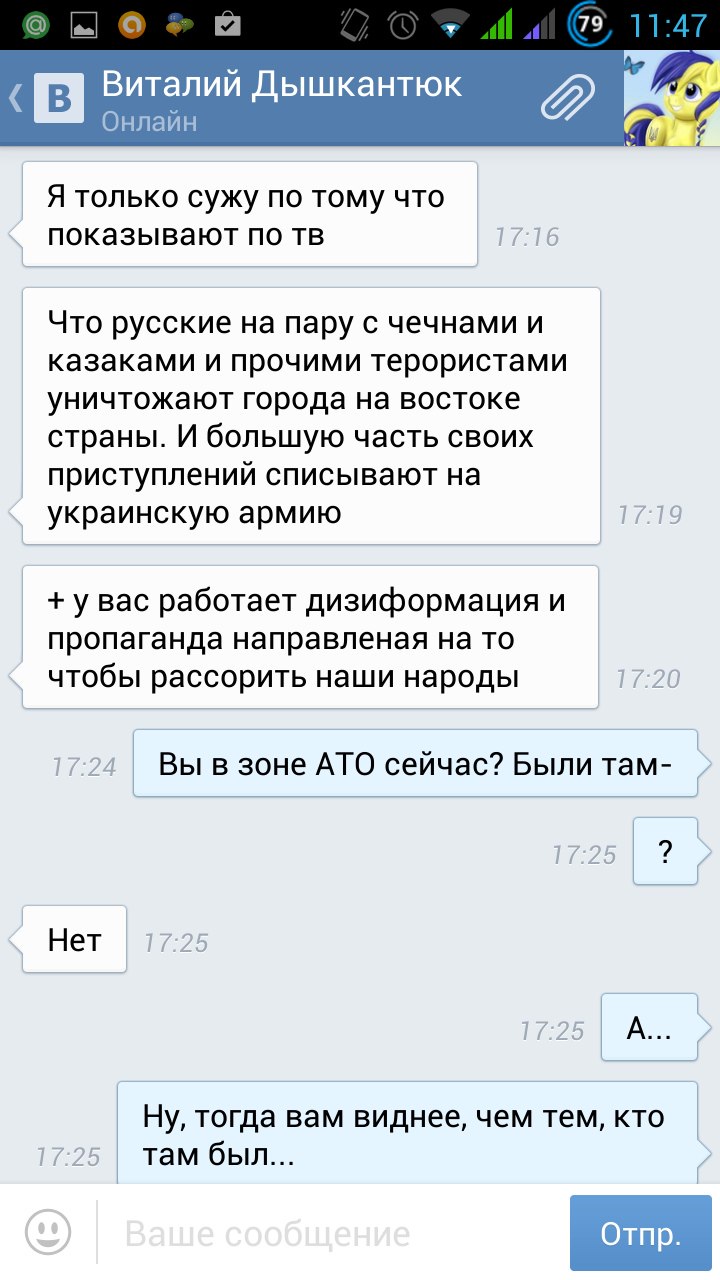 79 11:47
В Виталий Дышкантюк
Онлайн
Я только сужу по тому что
показывают по тв
17:16
Что русские на пару с чечнами и
казаками и прочими терористами
уничтожают города на востоке
страны. И большую часть своих
приступлений списывают на
украинскую армию
17:19
+ у вас работает дизиформация и
пропаганда направленая на то
чтобы рассорить наши народы
17:20
17:24 Вы в зоне АТО сейчас? Были там-
17:25 ?
Нет 17:25
17:25 А...
Ну, тогда вам виднее, чем тем, кто
17:25 там был...
Ваше сообщение Отпр.